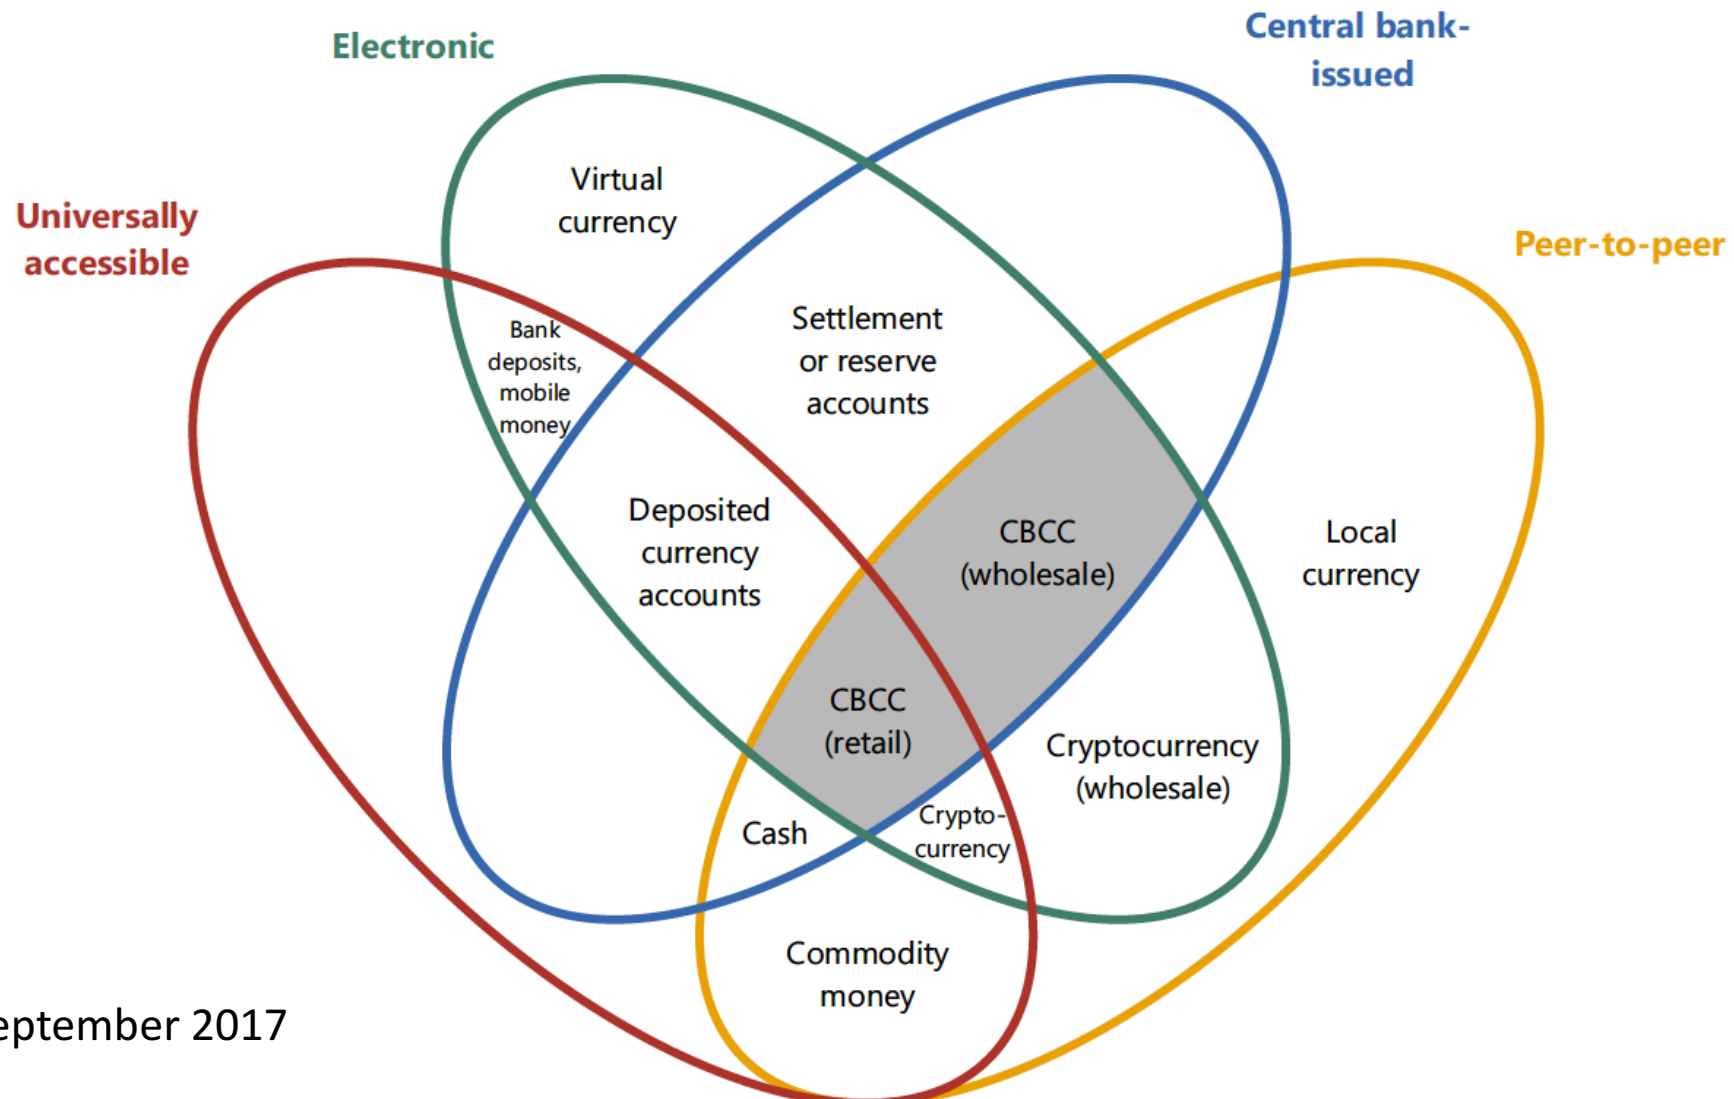 Electronic
Central bank-
issued
Universally
accessible
Peer-to-peer
Virtual
currency
Bank
deposits,
mobile
money
Settlement
or reserve
accounts
Deposited
currency
accounts
CBCC
(wholesale)
Local
currency
CBCC
(retail)
Cryptocurrency
(wholesale)
Cash
Crypto-
currency
Commodity
money
eptember 2017